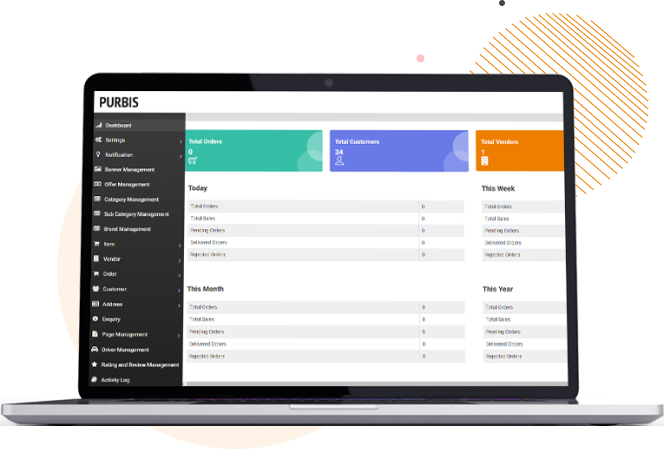 PURBIS
Dashboard
Settings
Notification
Banner Management
Offer Management
Category Management
Sub Category Management
Brand Management
Item
Vendor
Order
Customer
Address
Enquiry
Page Management
Driver Management
Rating and Review Management
Activity Log
Total Orders
0
Total Customers
34
Total Vendors
1
Today
Total Orders 0
Total Sales 0
Pending Orders 0
Delivered Orders 0
Rejected Orders 0
This Week
Total Orders
Total Sales
Pending Orders
Delivered Orders
Rejected Orders
This Month
Total Orders 0
Total Sales 0
Pending Orders 0
Delivered Orders 0
Rejected Orders 0
This Year
Total Orders
Total Sales
Pending Orders
Delivered Orders
Rejected Orders